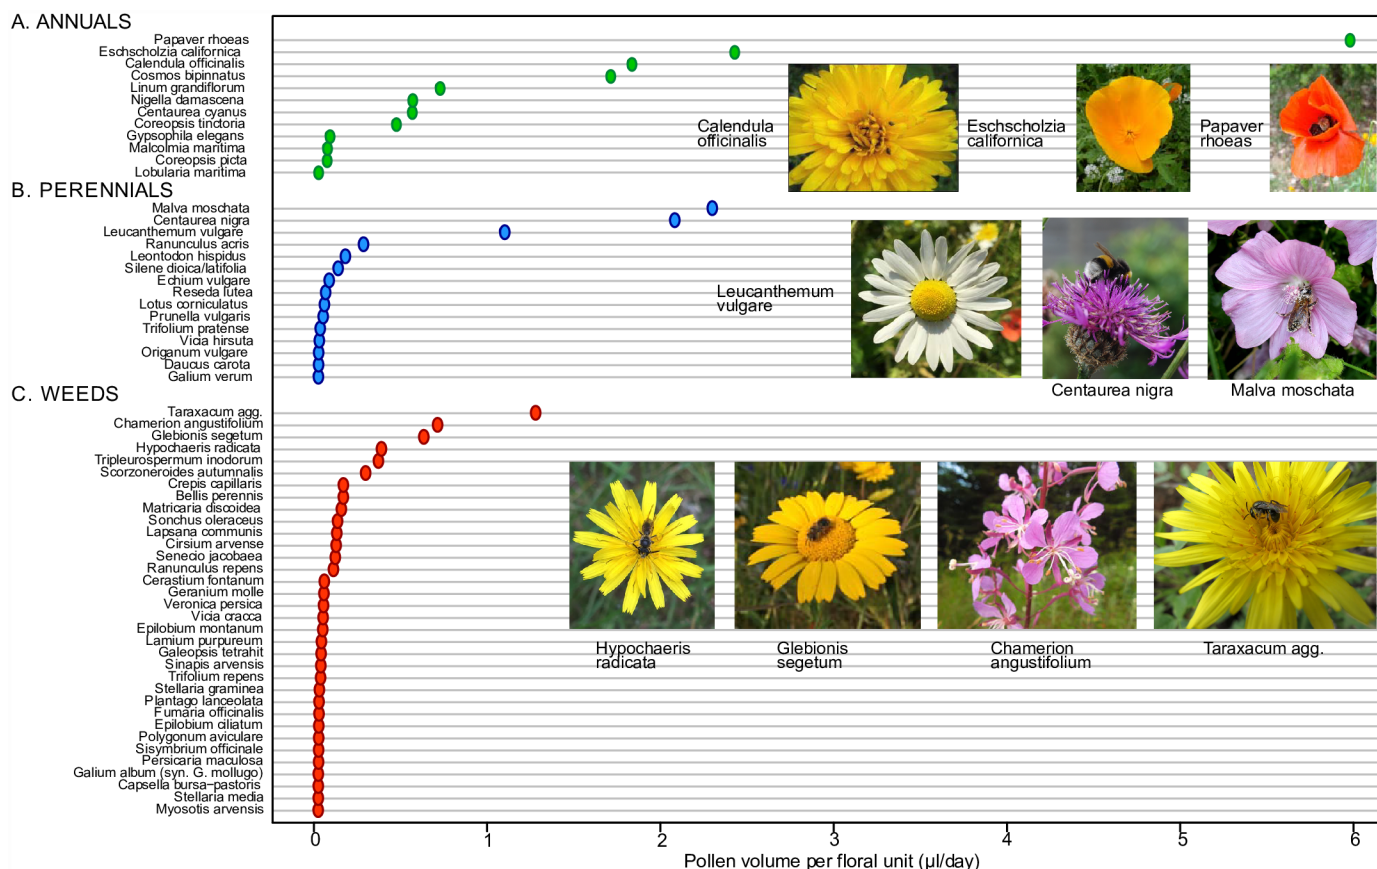 A. ANNUALS
Papaver rhoeas
Eschscholzia californica
Calendula officinalis
Cosmos bipinnatus
Linum grandiflorum
Nigella damascena
Centaurea cyanus
Coreopsis tinctoria
Gypsophila elegans
Malcolmia maritima
Coreopsis picta
Lobularia maritima
Calendula
officinalis
Eschscholzia
californica
Papaver
rhoeas
B. PERENNIALS
Malva moschata
Centaurea nigra
Leucanthemum vulgare
Ranunculus acris
Leontodon hispidus
Silene dioica/latifolia
Echium vulgare
Reseda lutea
Lotus corniculatus
Prunella vulgaris
Trifolium pratense
Vicia hirsuta
Origanum vulgare
Daucus carota
Galium verum
Leucanthemum
vulgare
Centaurea nigra
Malva moschata
C. WEEDS
Taraxacum agg.
Chamerion angustifolium
Glebionis segetum
Hypochaeris radicata
Tripleurospermum inodorum
Scorzoneroides autumnalis
Crepis capillaris
Bellis perennis
Matricaria discoidea
Sonchus oleraceus
Lapsana communis
Cirsium arvense
Senecio jacobaea
Ranunculus repens
Cerastium fontanum
Geranium molle
Veronica persica
Vicia cracca
Epilobium montanum
Lamium purpureum
Galeopsis tetrahit
Sinapis arvensis
Trifolium repens
Stellaria graminea
Plantago lanceolata
Fumaria officinalis
Epilobium ciliatum
Polygonum aviculare
Sisymbrium officinale
Persicaria maculosa
Galium album (syn. G. mollugo)
Capsella bursa−pastoris
Stellaria media
Myosotis arvensis
Hypochaeris
radicata
Glebionis
segetum
Chamerion
angustifolium
Taraxacum agg.
0 1 2 3 4 5 6
Pollen volume per floral unit (µl/day)